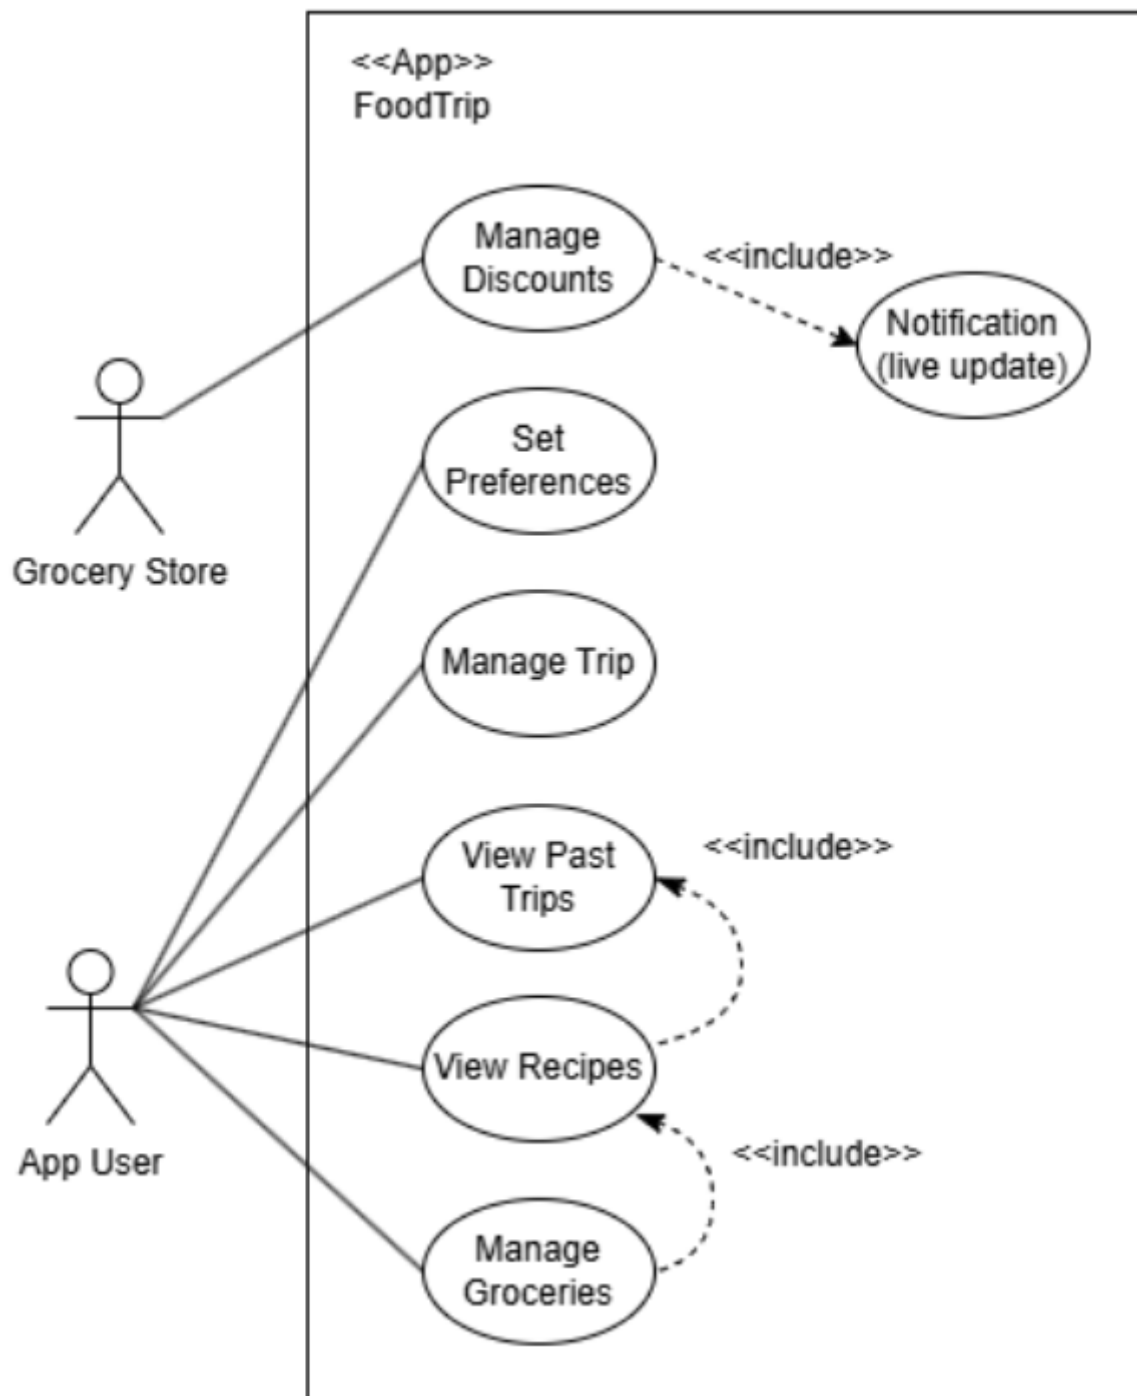 <<App>>
FoodTrip
Manage
Discounts
<<include>>
Notification
(live update)
Set
Preferences
Grocery Store
Manage Trip
View Past
Trips
<<include>>
View Recipes
App User
<<include>>
Manage
Groceries